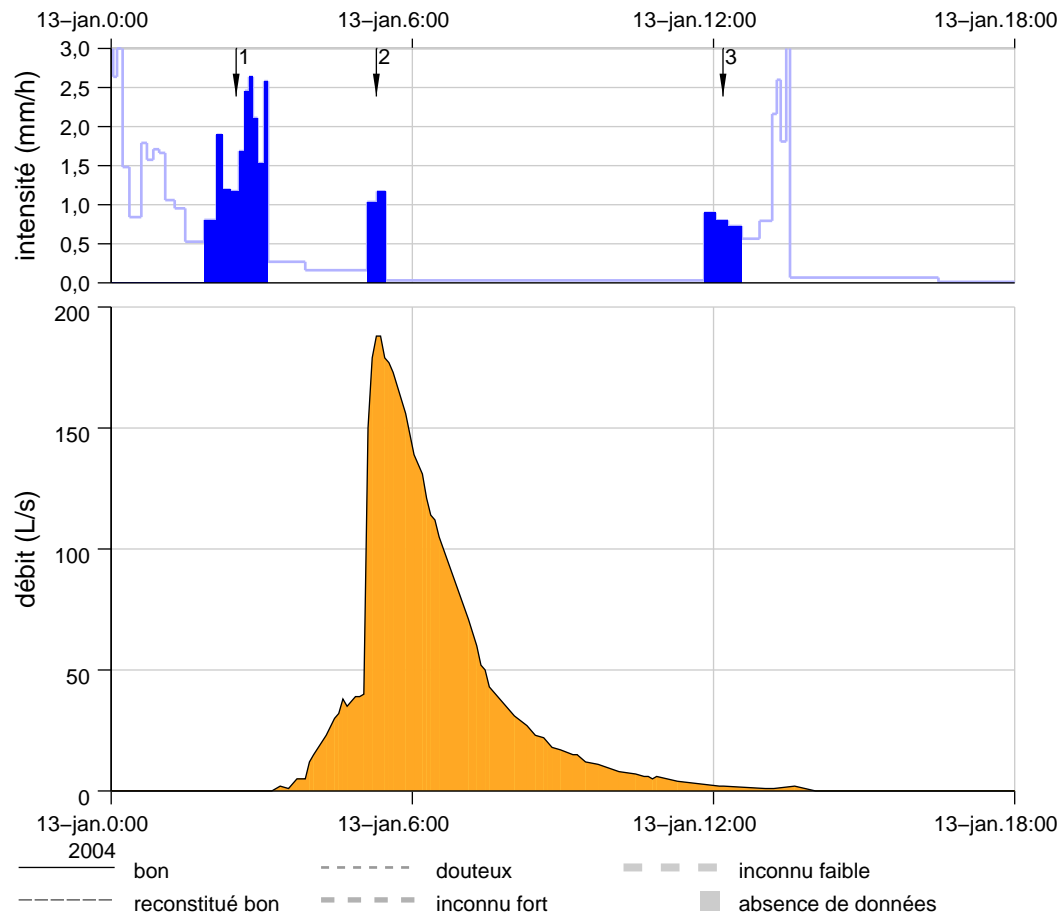 13–jan.0:00 13–jan.6:00 13–jan.12:00 13–jan.18:00
3,0
2,5
2,0
1,5
1,0
0,5
0,0
intensité (mm/h)
1 2 3
200
150
100
50
0
débit (L/s)
13–jan.0:00 13–jan.6:00 13–jan.12:00 13–jan.18:00
2004
bon douteux inconnu faible
reconstitué bon inconnu fort absence de données